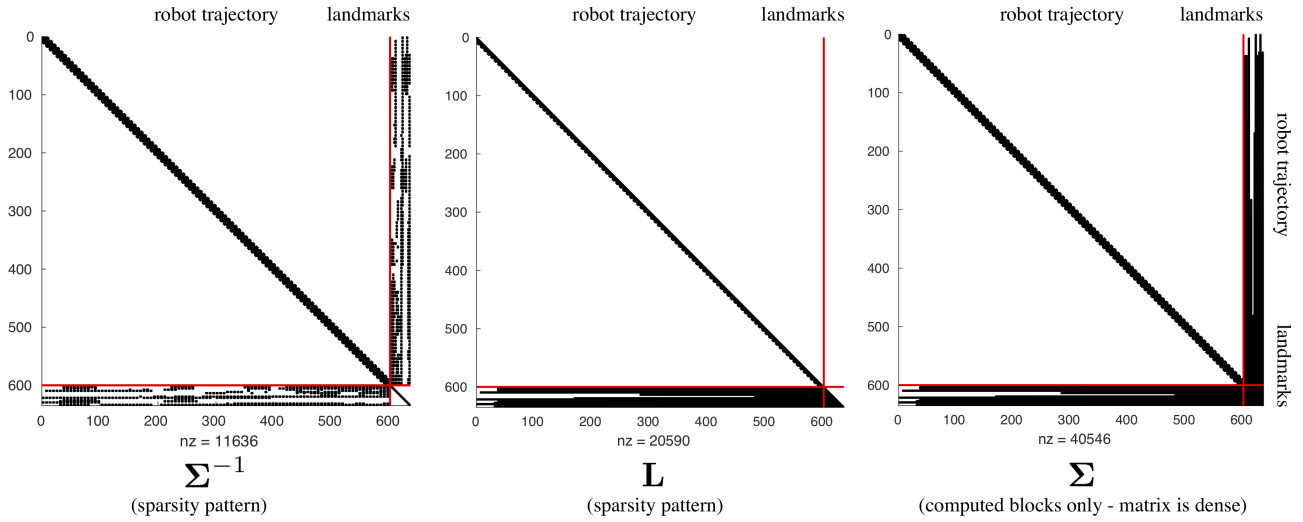 robot trajectory landmarks
0
100
200
300
400
500
600
0 100 200 300 400 500 600
nz = 11636
Σ⁻¹
(sparsity pattern)
robot trajectory landmarks
0
100
200
300
400
500
600
0 100 200 300 400 500 600
nz = 20590
L
(sparsity pattern)
robot trajectory landmarks
0
100
200
300
400
500
600
0 100 200 300 400 500 600
nz = 40546
Σ
(computed blocks only - matrix is dense)
robot trajectory
landmarks